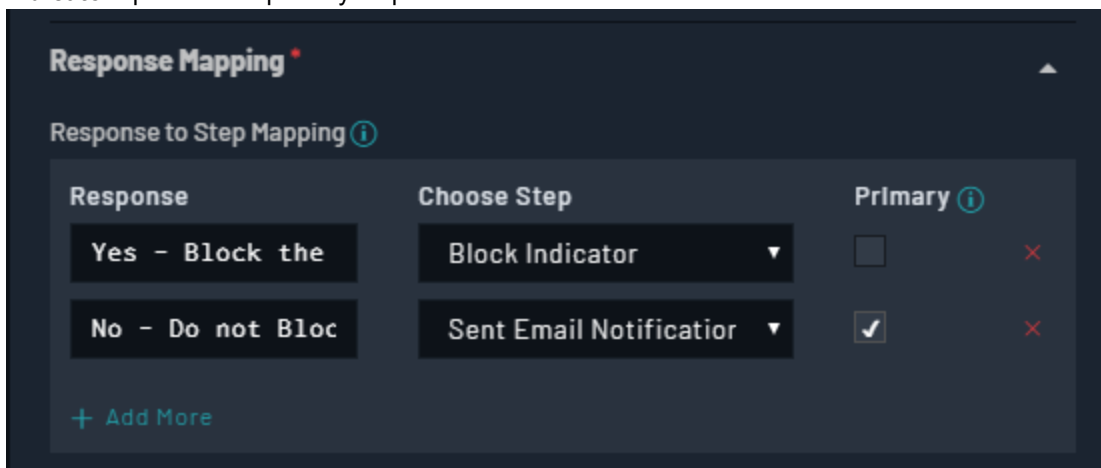 Response Mapping *
Response to Step Mapping
Response Choose Step Primary
Yes - Block the Block Indicator
No - Do not Bloc Sent Email Notification
+ Add More